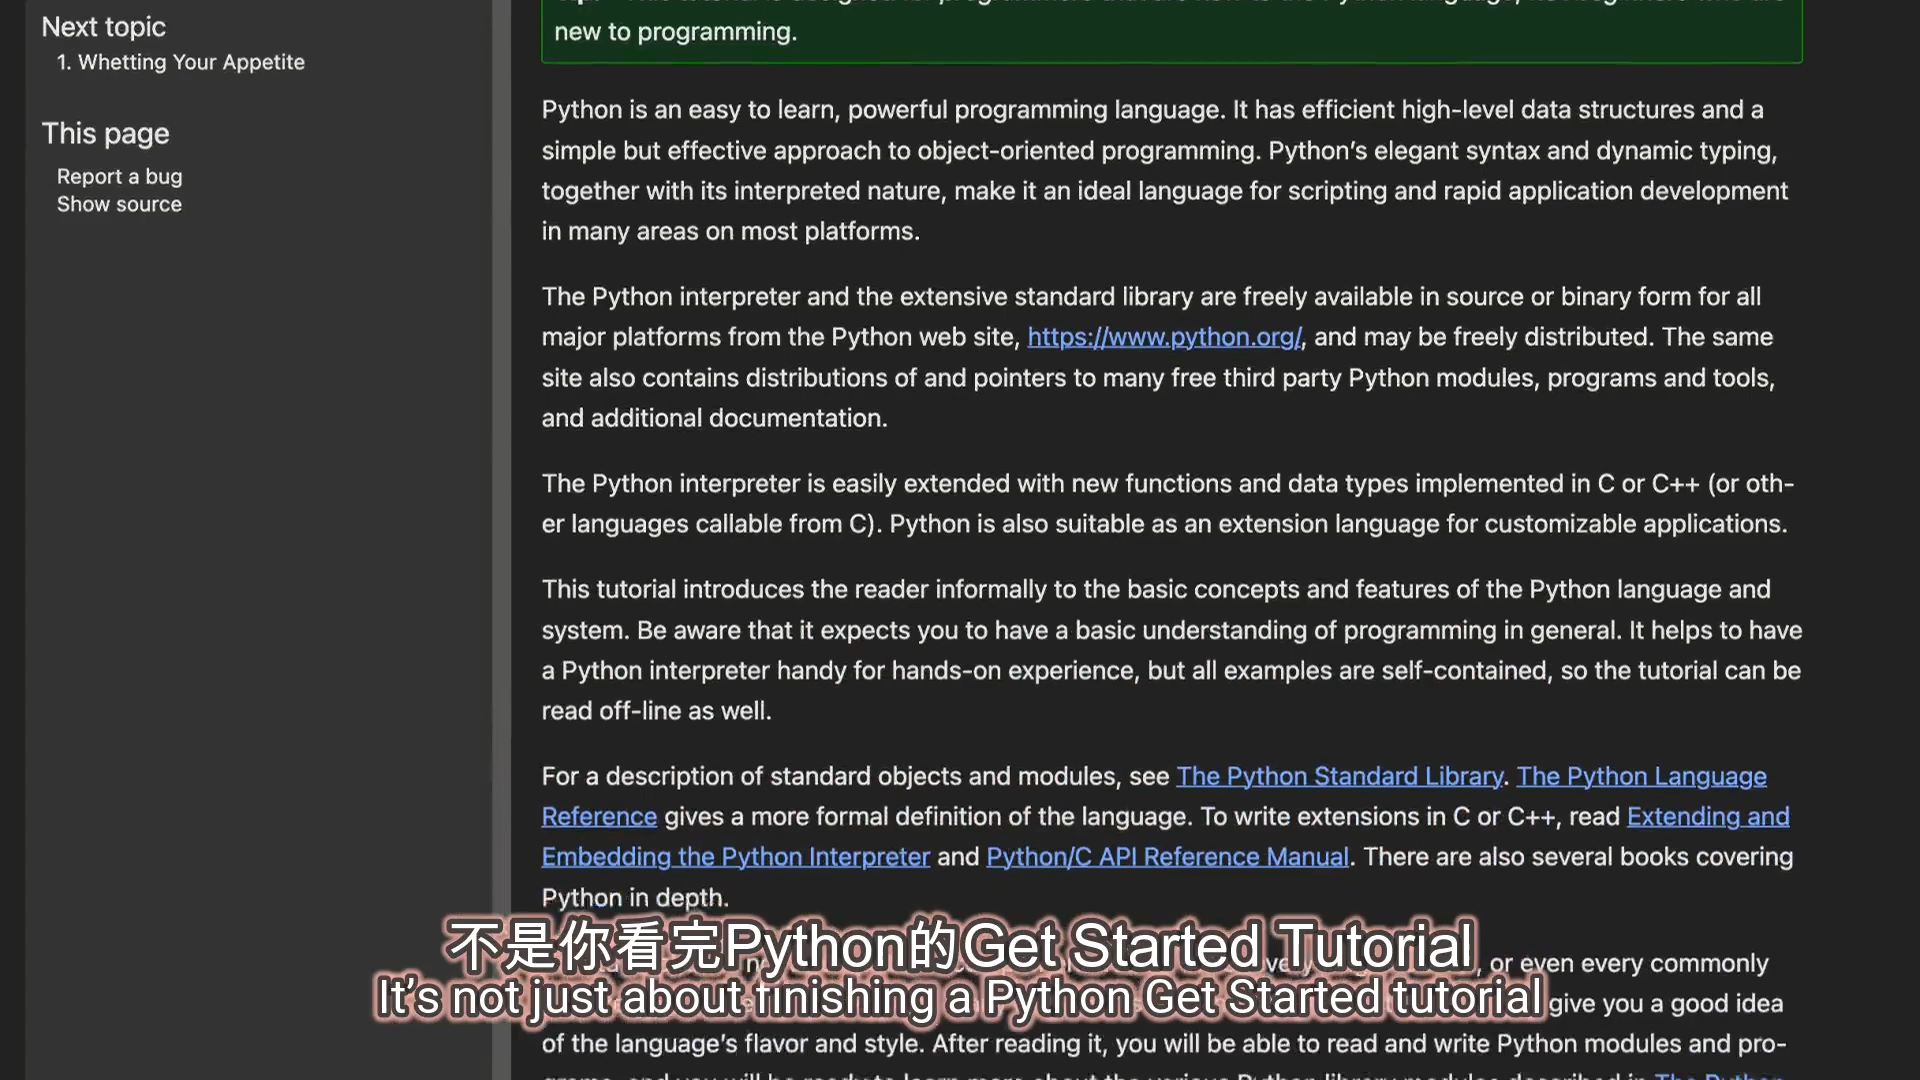 Next topic
1. Whetting Your Appetite
This page
Report a bug
Show source
new to programming.
Python is an easy to learn, powerful programming language. It has efficient high-level data structures and a
simple but effective approach to object-oriented programming. Python’s elegant syntax and dynamic typing,
together with its interpreted nature, make it an ideal language for scripting and rapid application development
in many areas on most platforms.
The Python interpreter and the extensive standard library are freely available in source or binary form for all
major platforms from the Python web site, https://www.python.org/, and may be freely distributed. The same
site also contains distributions of and pointers to many free third party Python modules, programs and tools,
and additional documentation.
The Python interpreter is easily extended with new functions and data types implemented in C or C++ (or oth-
er languages callable from C). Python is also suitable as an extension language for customizable applications.
This tutorial introduces the reader informally to the basic concepts and features of the Python language and
system. Be aware that it expects you to have a basic understanding of programming in general. It helps to have
a Python interpreter handy for hands-on experience, but all examples are self-contained, so the tutorial can be
read off-line as well.
For a description of standard objects and modules, see The Python Standard Library. The Python Language
Reference gives a more formal definition of the language. To write extensions in C or C++, read Extending and
Embedding the Python Interpreter and Python/C API Reference Manual. There are also several books covering
Python in depth.
不是你看完Python的Get Started Tutorial
, or even every commonly
It’s not just about finishing a Python Get Started tutorial
give you a good idea
of the language’s flavor and style. After reading it, you will be able to read and write Python modules and pro-